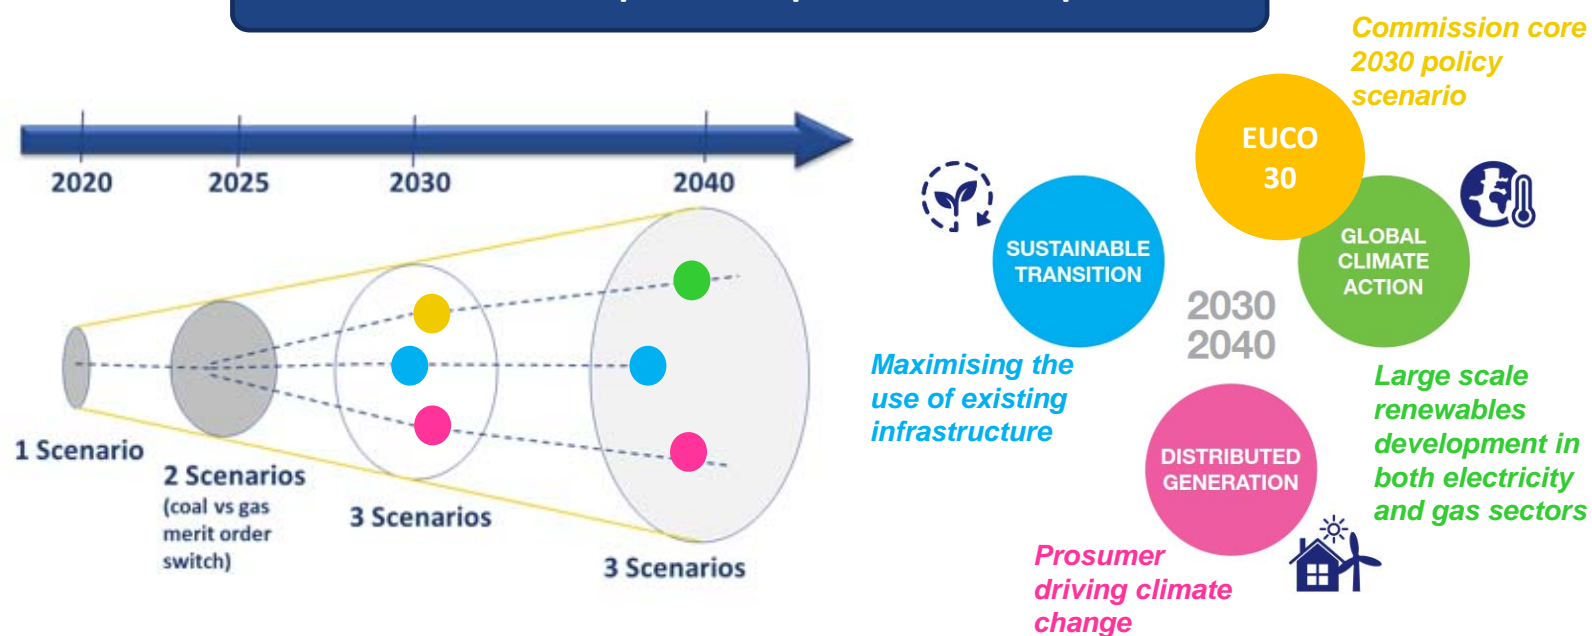 2020
2025
2030
2040
1 Scenario
2 Scenarios
(coal vs gas
merit order
switch)
3 Scenarios
3 Scenarios
Commission core
2030 policy
scenario
EUCO
30
SUSTAINABLE
TRANSITION
GLOBAL
CLIMATE
ACTION
2030
2040
Maximising the
use of existing
infrastructure
Large scale
renewables
development in
both electricity
and gas sectors
DISTRIBUTED
GENERATION
Prosumer
driving climate
change